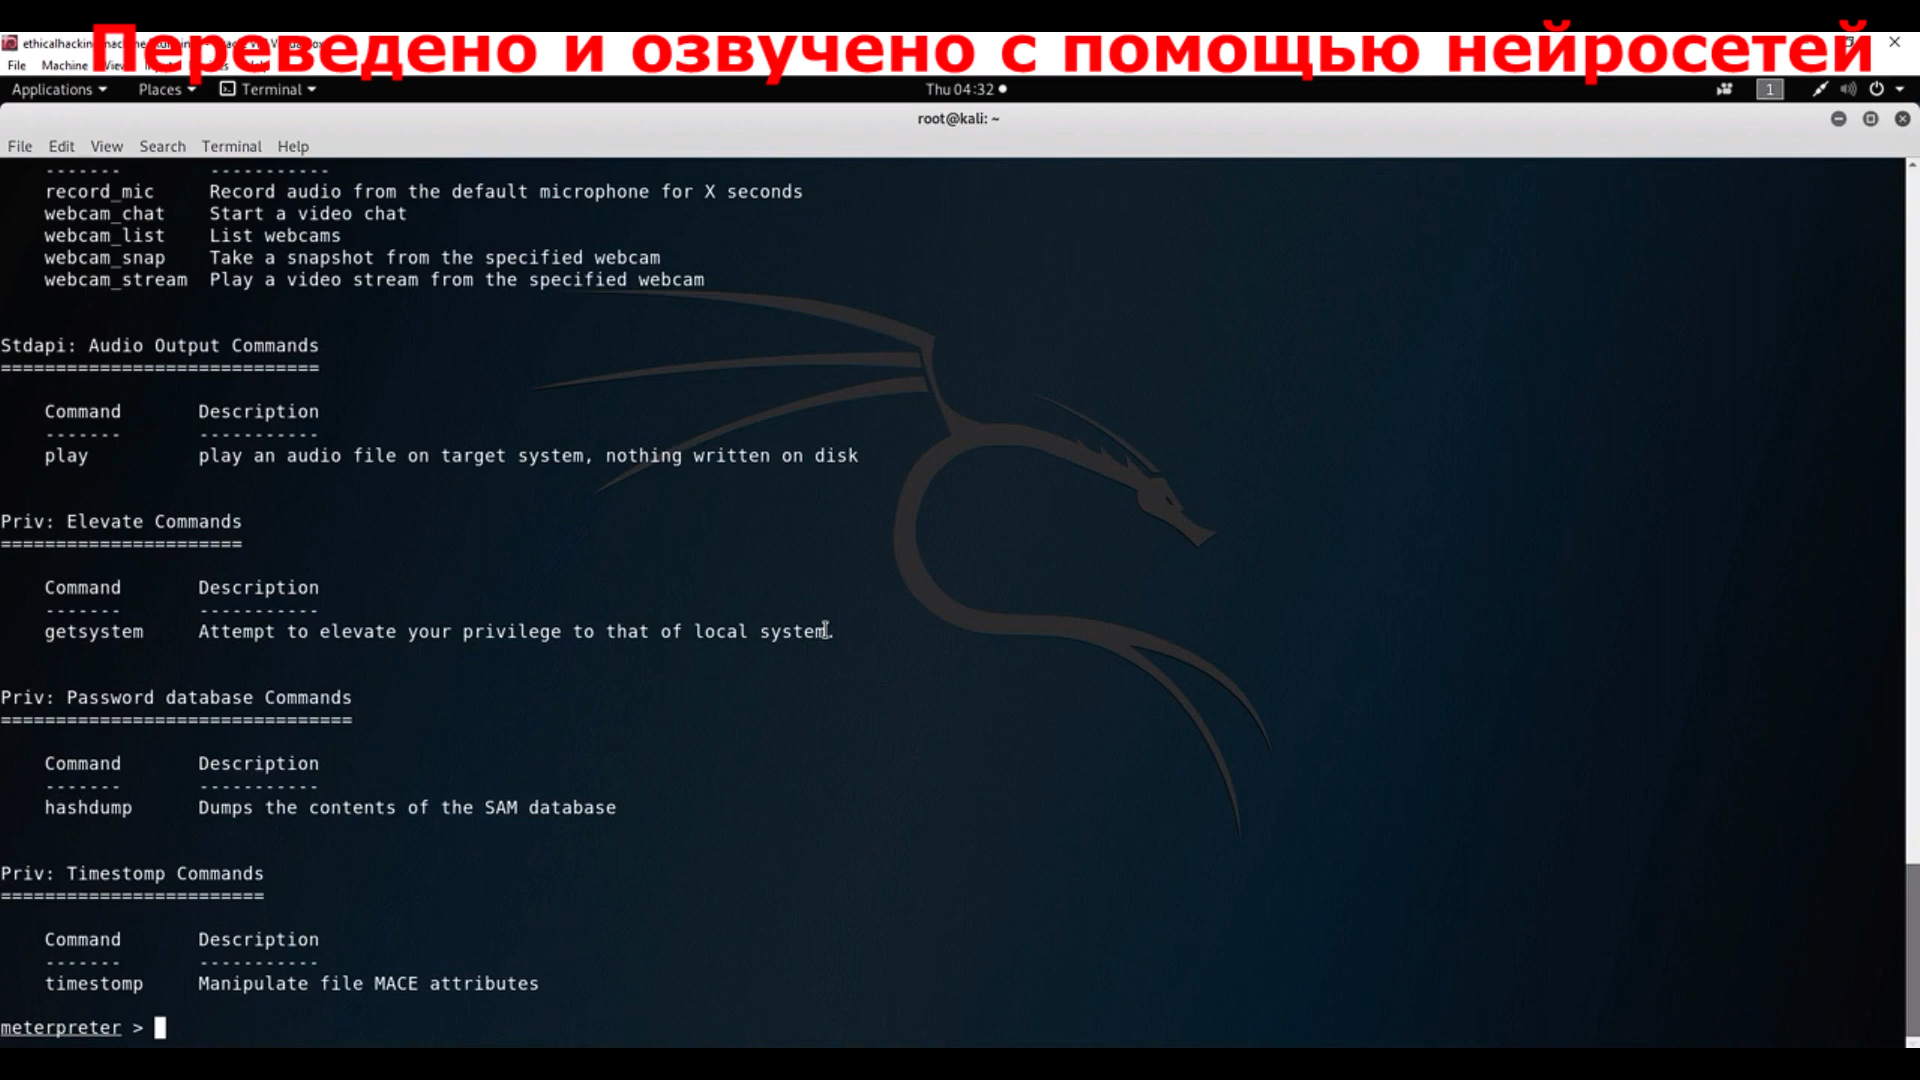 Переведено и озвучено с помощью нейросетей
File Machine View
Applications Places Terminal Thu 04:32 1
root@kali: ~
File Edit View Search Terminal Help
------- -----------
record_mic Record audio from the default microphone for X seconds
webcam_chat Start a video chat
webcam_list List webcams
webcam_snap Take a snapshot from the specified webcam
webcam_stream Play a video stream from the specified webcam
Stdapi: Audio Output Commands
=============================
Command Description
------- -----------
play play an audio file on target system, nothing written on disk
Priv: Elevate Commands
======================
Command Description
------- -----------
getsystem Attempt to elevate your privilege to that of local system.
Priv: Password database Commands
================================
Command Description
------- -----------
hashdump Dumps the contents of the SAM database
Priv: Timestomp Commands
========================
Command Description
------- -----------
timestomp Manipulate file MACE attributes
meterpreter >